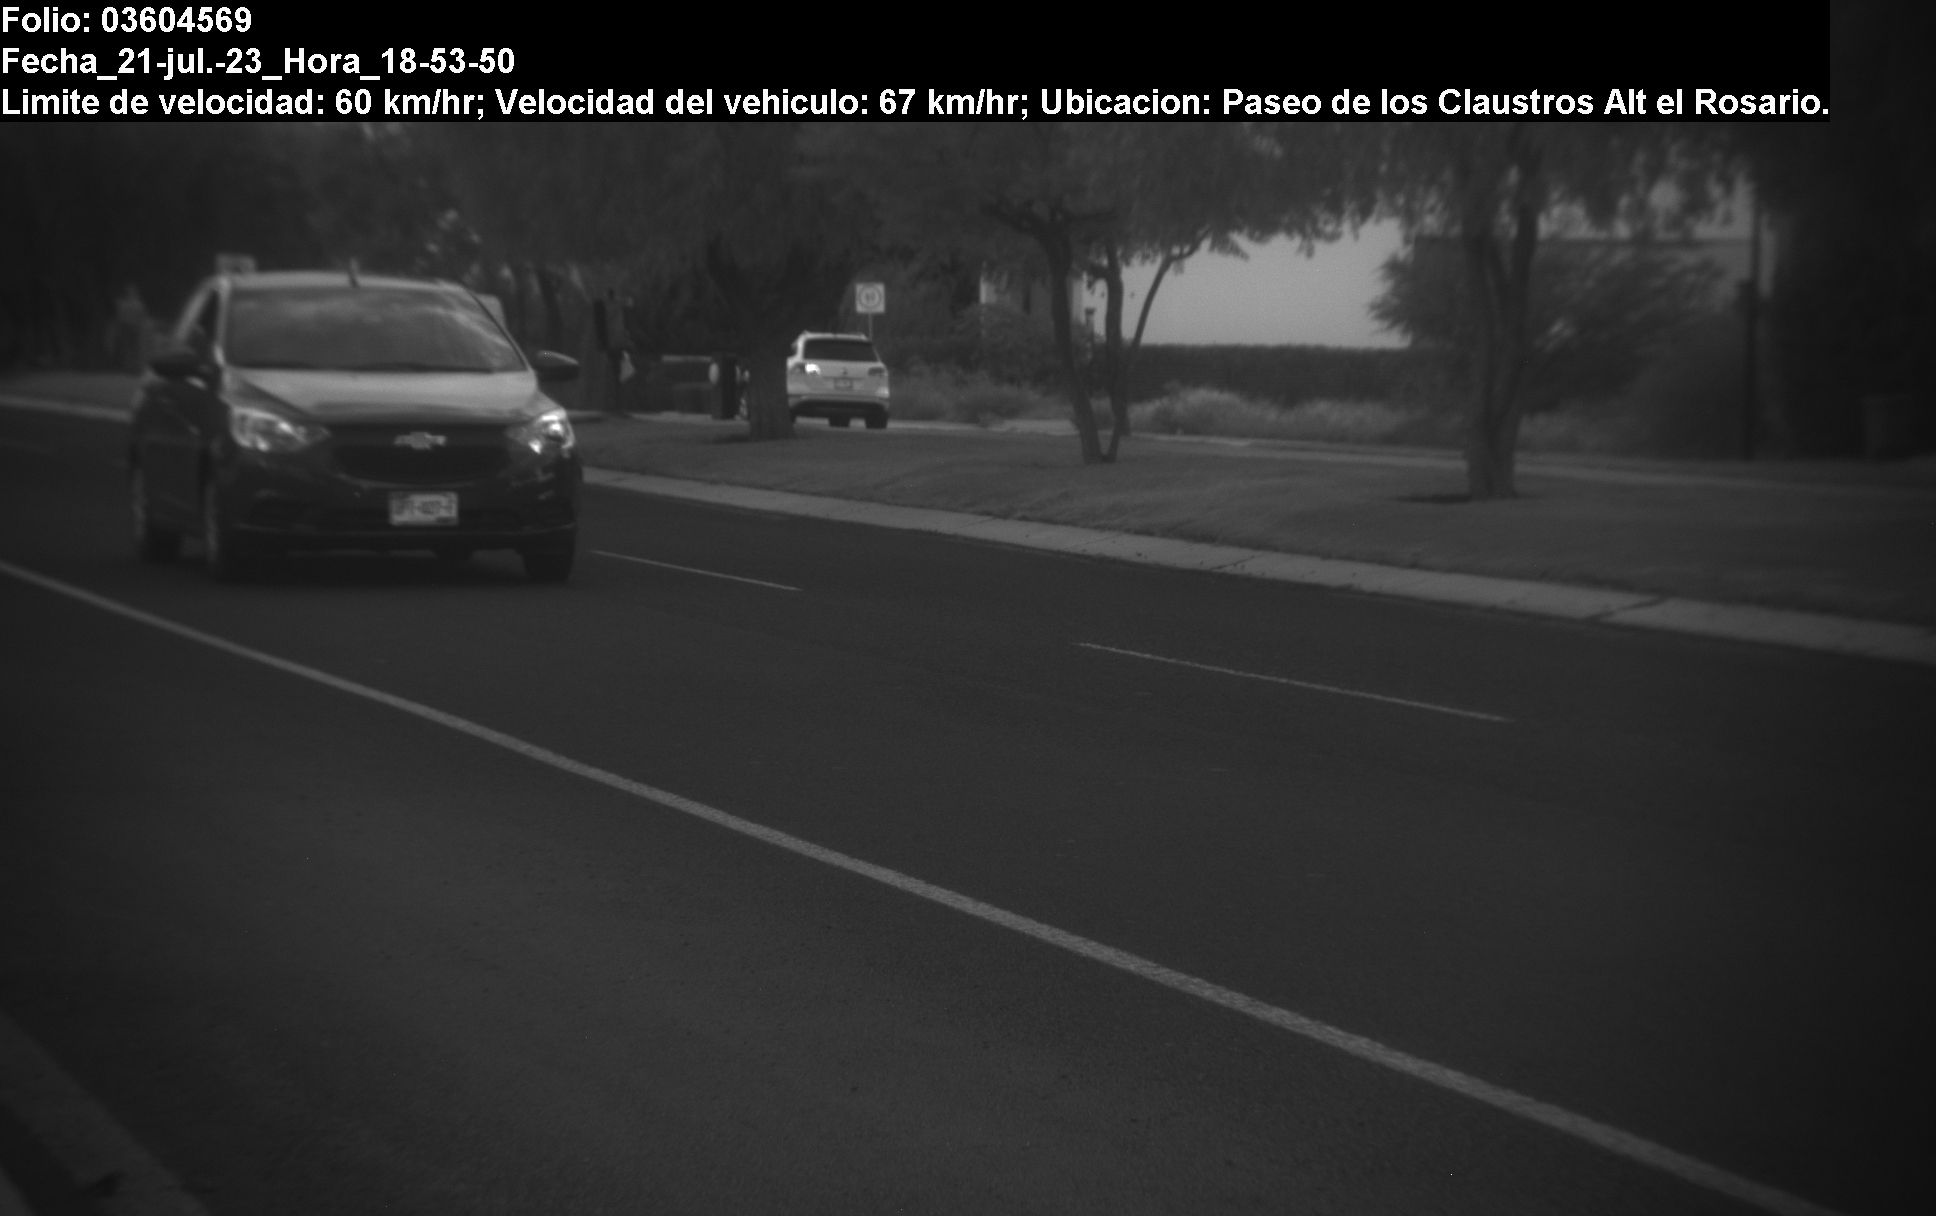 Folio: 03604569
Fecha_21-jul.-23_Hora_18-53-50
Limite de velocidad: 60 km/hr; Velocidad del vehiculo: 67 km/hr; Ubicacion: Paseo de los Claustros Alt el Rosario.